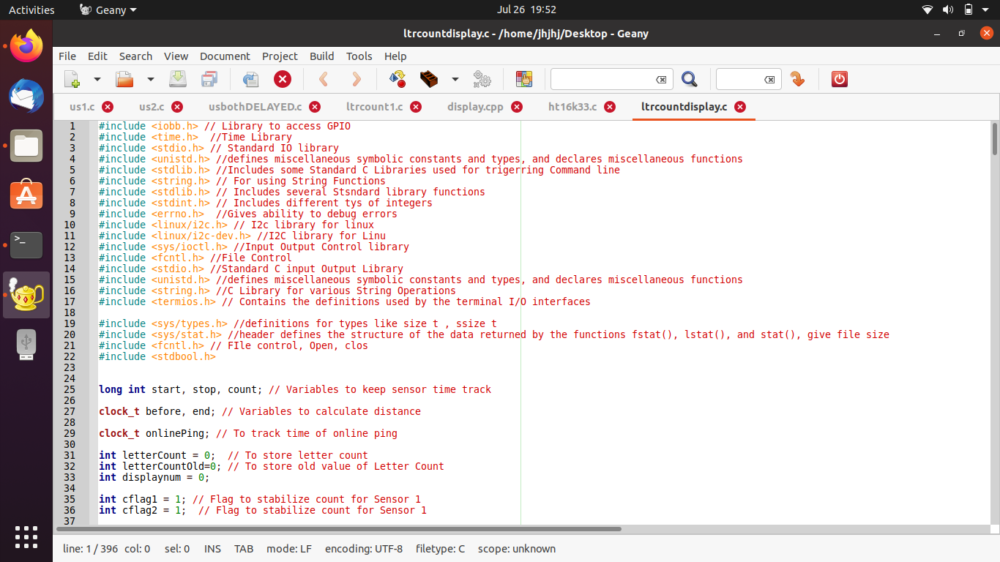 Activities Geany Jul 26 19:52
ltrcountdisplay.c - /home/jhjhj/Desktop - Geany
File Edit Search View Document Project Build Tools Help
us1.c us2.c usbothDELAYED.c ltrcount1.c display.cpp ht16k33.c ltrcountdisplay.c
1 #include <iobb.h> // Library to access GPIO
2 #include <time.h>  //Time Library
3 #include <stdio.h> // Standard IO library
4 #include <unistd.h> //defines miscellaneous symbolic constants and types, and declares miscellaneous functions
5 #include <stdlib.h> //Includes some Standard C Libraries used for trigerring Command line
6 #include <string.h> // For using String Functions
7 #include <stdlib.h> // Includes several Stsndard library functions
8 #include <stdint.h> // Includes different tys of integers
9 #include <errno.h>  //Gives ability to debug errors
10 #include <linux/i2c.h> // I2c library for linux
11 #include <linux/i2c-dev.h> //I2C library for Linu
12 #include <sys/ioctl.h> //Input Output Control library
13 #include <fcntl.h> //File Control
14 #include <stdio.h> //Standard C input Output Library
15 #include <unistd.h> //defines miscellaneous symbolic constants and types, and declares miscellaneous functions
16 #include <string.h> //C Library for various String Operations
17 #include <termios.h> // Contains the definitions used by the terminal I/O interfaces
18
19 #include <sys/types.h> //definitions for types like size t , ssize t
20 #include <sys/stat.h> //header defines the structure of the data returned by the functions fstat(), lstat(), and stat(), give file size
21 #include <fcntl.h> // FIle control, Open, clos
22 #include <stdbool.h>
23
24
25 long int start, stop, count; // Variables to keep sensor time track
26
27 clock_t before, end; // Variables to calculate distance
28
29 clock_t onlinePing; // To track time of online ping
30
31 int letterCount = 0;  // To store letter count
32 int letterCountOld=0; // To store old value of Letter Count
33 int displaynum = 0;
34
35 int cflag1 = 1; // Flag to stabilize count for Sensor 1
36 int cflag2 = 1;  // Flag to stabilize count for Sensor 1
37
line: 1 / 396 col: 0 sel: 0 INS TAB mode: LF encoding: UTF-8 filetype: C scope: unknown